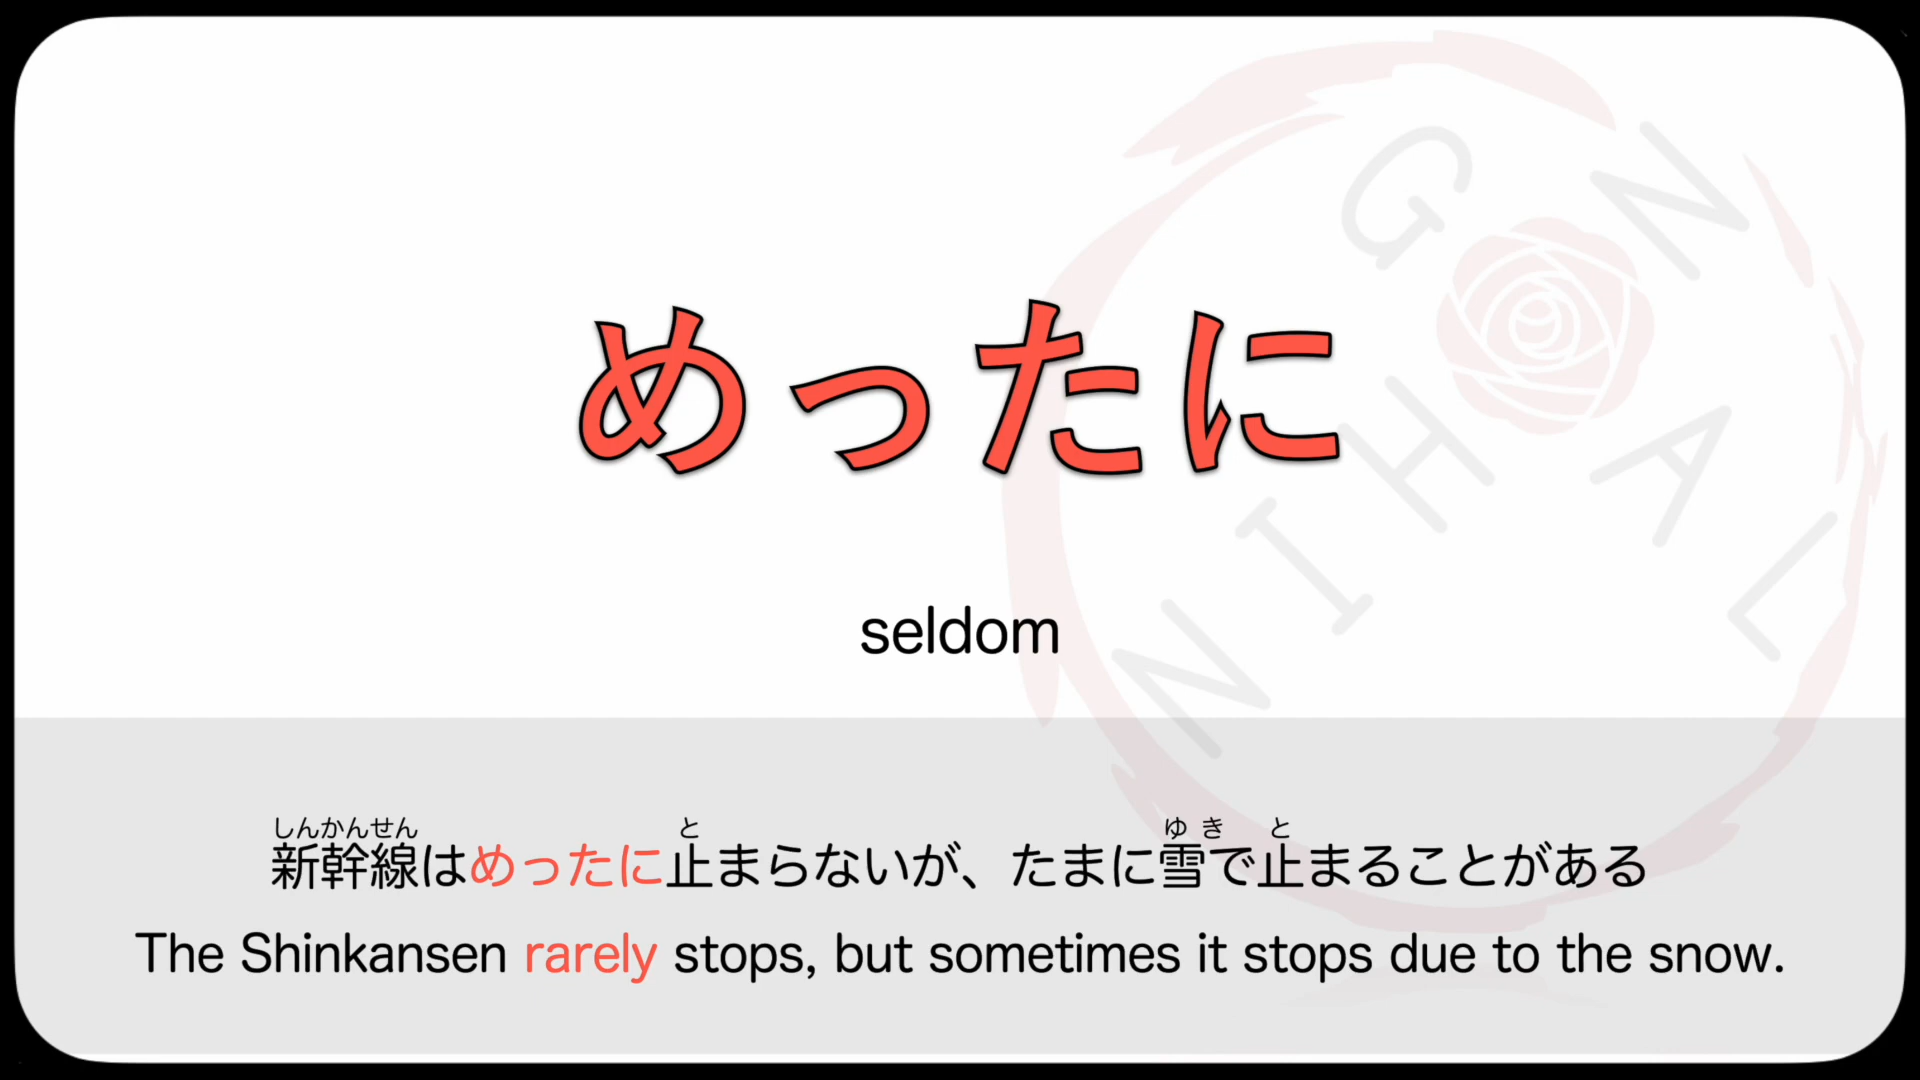 NIHONGO NALA
めったに
seldom
しんかんせん と ゆき と
新幹線はめったに止まらないが、たまに雪で止まることがある
The Shinkansen rarely stops, but sometimes it stops due to the snow.